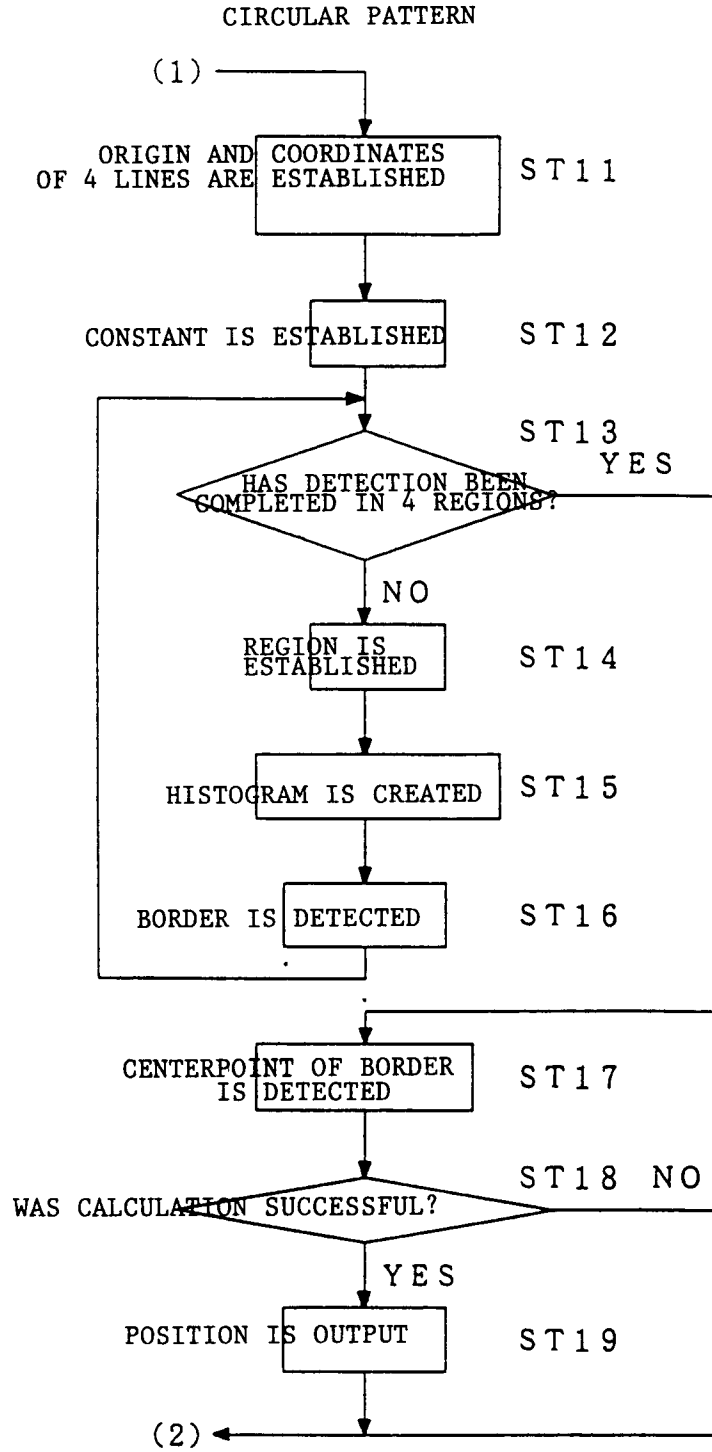 CIRCULAR PATTERN
(1)
ORIGIN AND COORDINATES
OF 4 LINES ARE ESTABLISHED
ST11
CONSTANT IS ESTABLISHED
ST12
ST13
YES
HAS DETECTION BEEN
COMPLETED IN 4 REGIONS?
NO
REGION IS
ESTABLISHED
ST14
HISTOGRAM IS CREATED
ST15
BORDER IS DETECTED
ST16
CENTERPOINT OF BORDER
IS DETECTED
ST17
ST18 NO
WAS CALCULATION SUCCESSFUL?
YES
POSITION IS OUTPUT
ST19
(2)